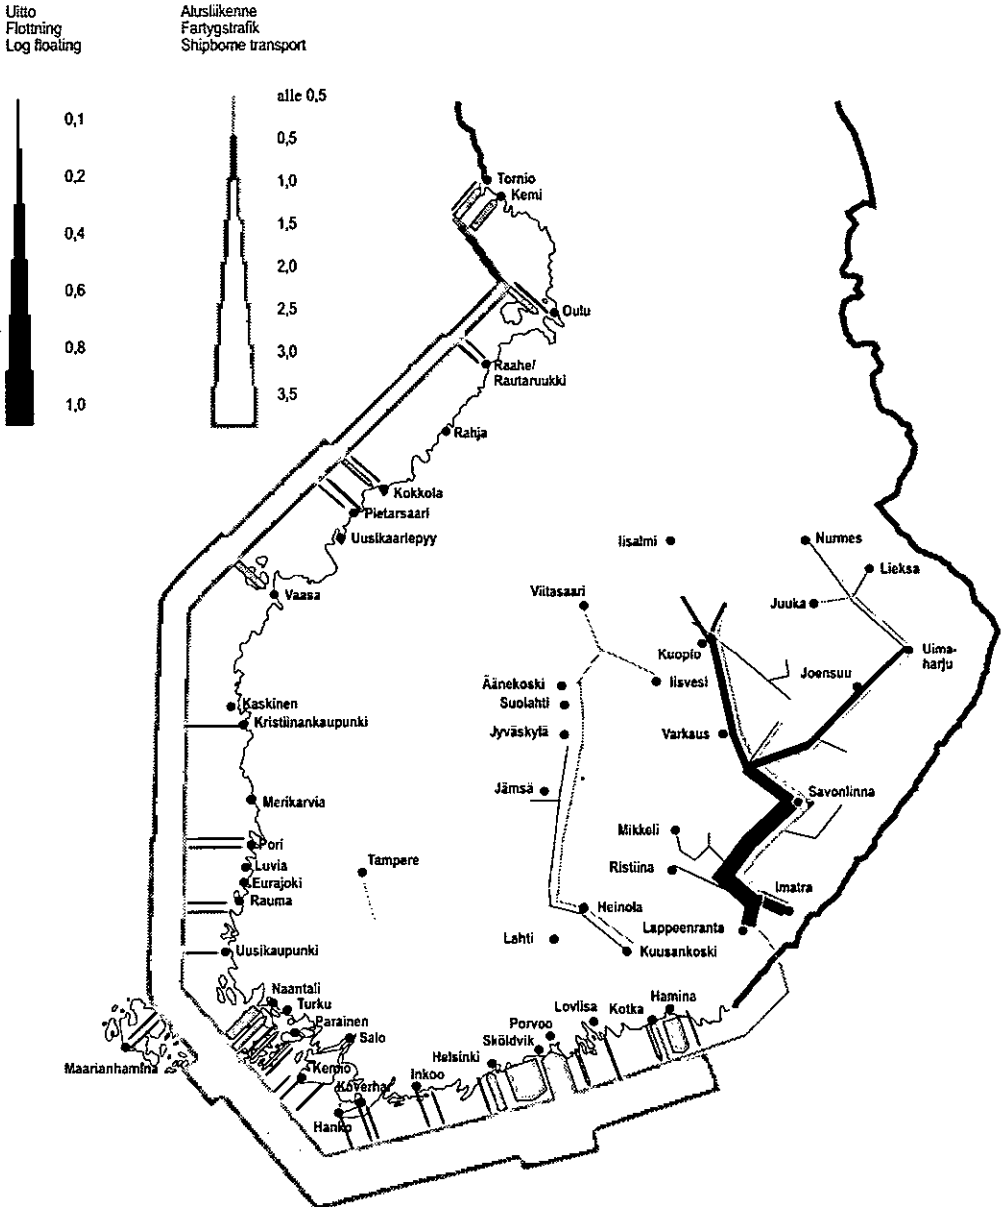 Uitto
Flottning
Log floating
Alusliikenne
Fartygstrafik
Shipborne transport
0,1
0,2
0,4
0,6
0,8
1,0
alle 0,5
0,5
1,0
1,5
2,0
2,5
3,0
3,5
Tornio
Kemi
Oulu
Raahe/
Rautaruukki
Rahja
Kokkola
Pietarsaari
Uusikaarlepyy
Vaasa
Iisalmi
Nurmes
Lieksa
Juuka
Viitasaari
Kuopio
Uima-
harju
Joensuu
Iisvesi
Äänekoski
Suolahti
Jyväskylä
Varkaus
Kaskinen
Kristiinankaupunki
Jämsä
Savonlinna
Merikarvia
Mikkeli
Pori
Ristiina
Tampere
Luvia
Eurajoki
Rauma
Imatra
Heinola
Lappeenranta
Lahti
Kuusankoski
Uusikaupunki
Naantali
Turku
Parainen
Salo
Loviisa
Kotka
Hamina
Porvoo
Sköldvik
Helsinki
Maarianhamina
Kemiö
Koverhar
Inkoo
Hanko